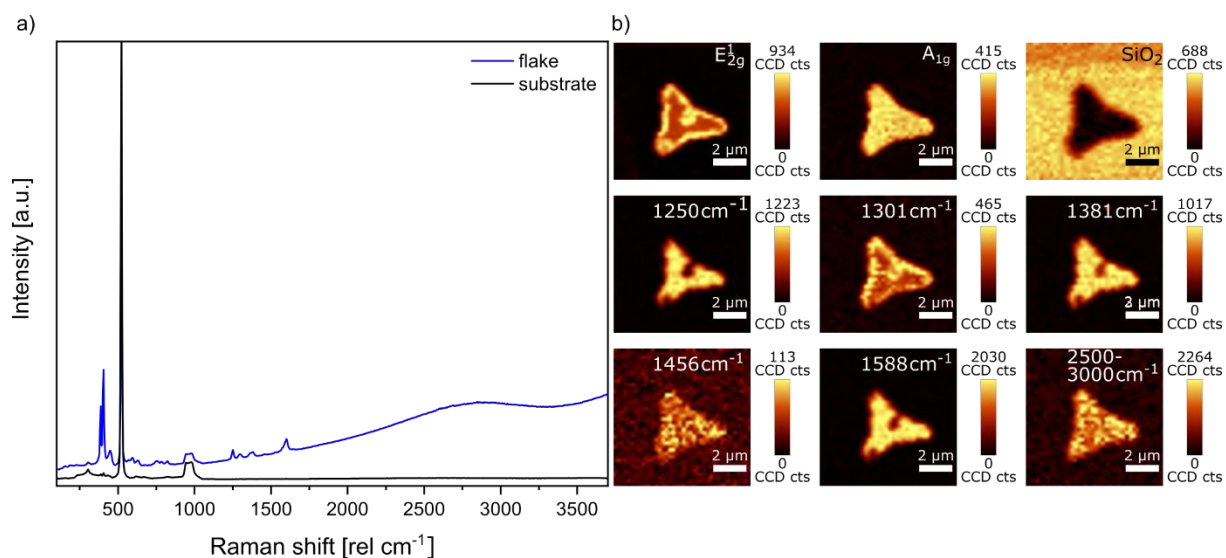 a)
flake
substrate
Intensity [a.u.]
500 1000 1500 2000 2500 3000 3500
Raman shift [rel cm⁻¹]
b)
E¹2g
2 µm
934
CCD cts
0
CCD cts
A1g
2 µm
415
CCD cts
0
CCD cts
SiO2
2 µm
688
CCD cts
0
CCD cts
1250cm⁻¹
2 µm
1223
CCD cts
0
CCD cts
1301cm⁻¹
2 µm
465
CCD cts
0
CCD cts
1381cm⁻¹
µm
1017
CCD cts
0
CCD cts
1456cm⁻¹
2 µm
113
CCD cts
0
CCD cts
1588cm⁻¹
2 µm
2030
CCD cts
0
CCD cts
2500-
3000cm⁻¹
2 µm
2264
CCD cts
0
CCD cts